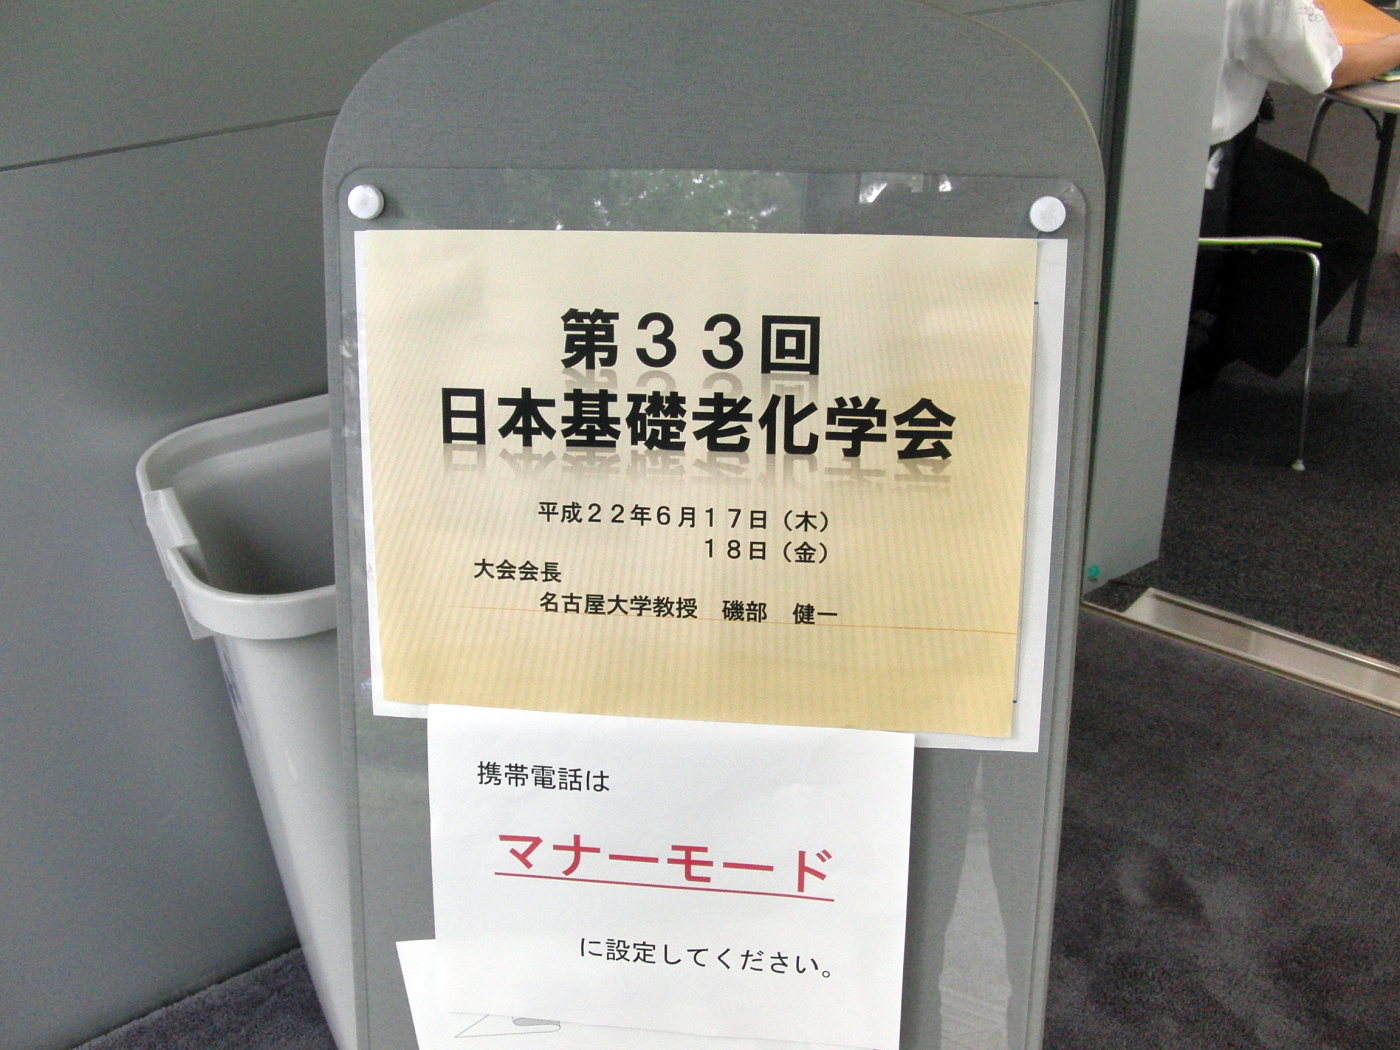 第３３回
日本基礎老化学会
平成２２年６月１７日（木）
１８日（金）
大会会長
名古屋大学教授　磯部　健一
携帯電話は
マナーモード
に設定してください。